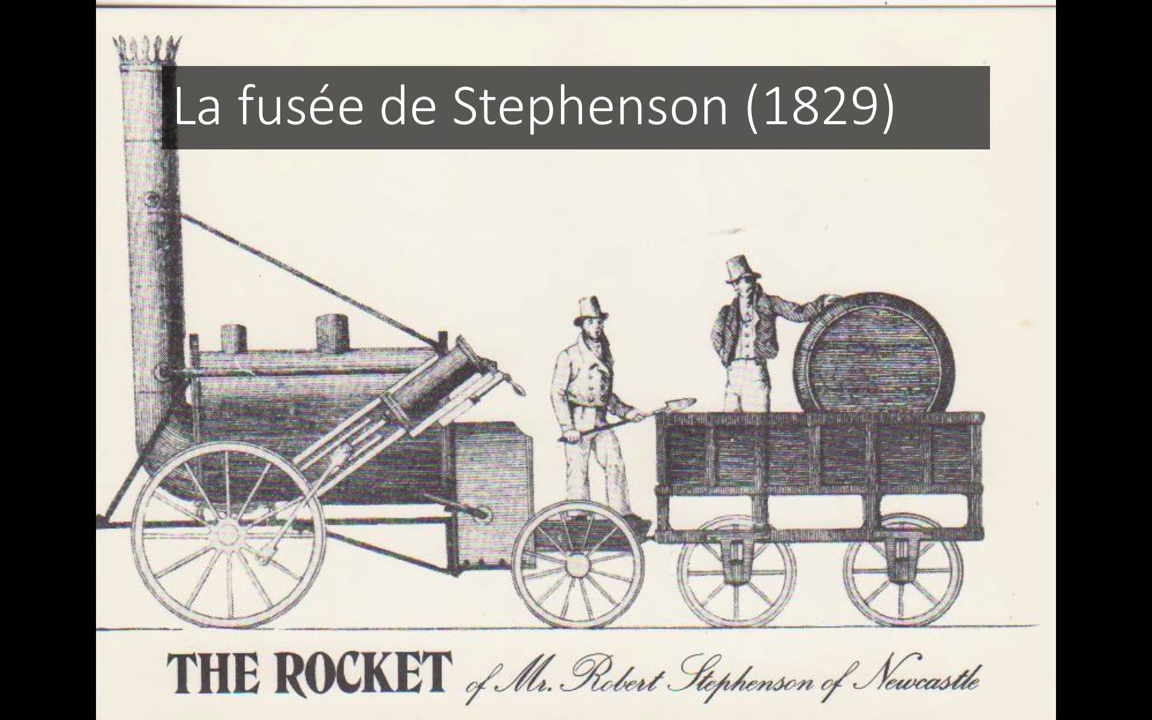 La fusée de Stephenson (1829)
THE ROCKET of Mr. Robert Stephenson of Newcastle